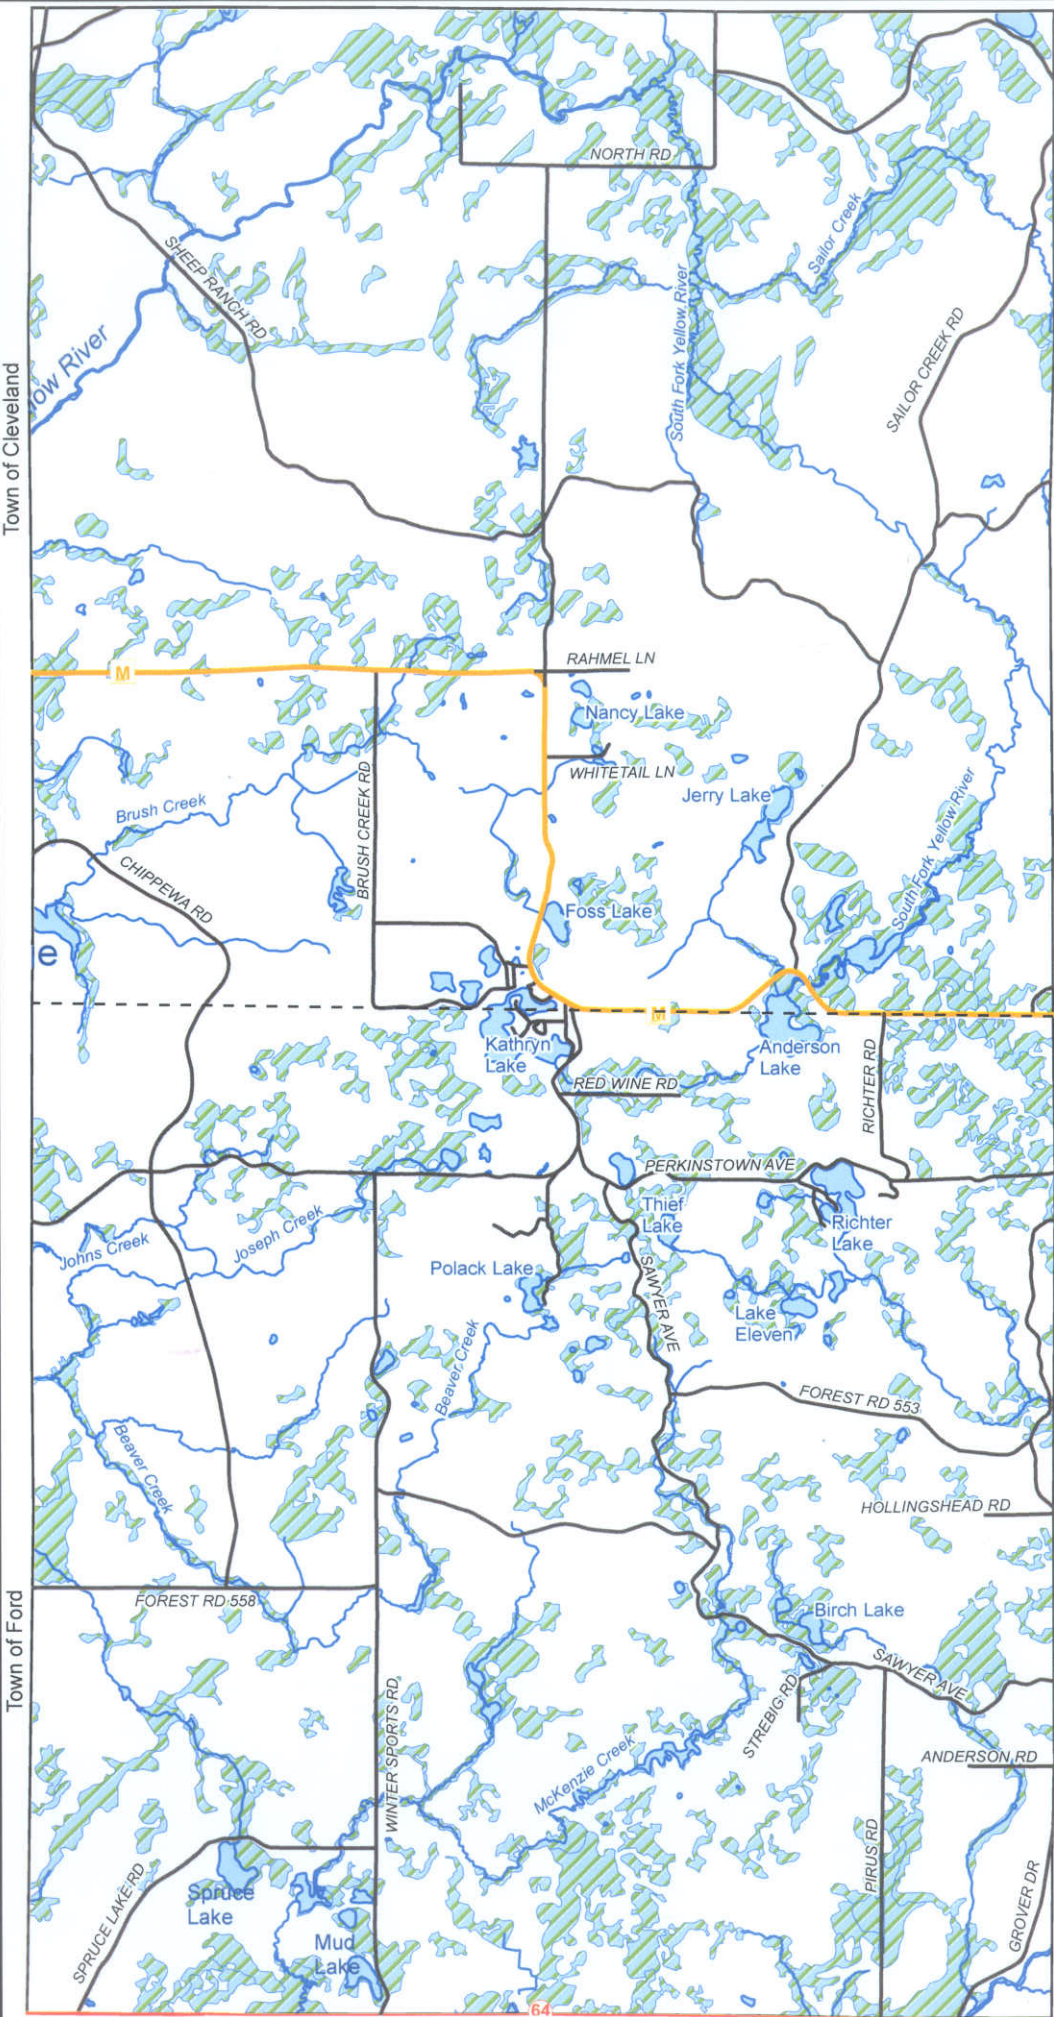 NORTH RD
Sailor Creek
SHEEP RANCH RD
South Fork Yellow River
SAILOR CREEK RD
low River
Town of Cleveland
RAHMEL LN
M
Nancy Lake
WHITETAIL LN
Jerry Lake
Brush Creek
BRUSH CREEK RD
South Fork Yellow River
CHIPPEWA RD
Foss Lake
e
M
Kathryn
Lake
Anderson
Lake
RED WINE RD
RICHTER RD
PERKINSTOWN AVE
Thief
Lake
Richter
Lake
Johns Creek
Joseph Creek
Polack Lake
SAWYER AVE
Lake
Eleven
Beaver Creek
FOREST RD 553
Beaver Creek
HOLLINGSHEAD RD
FOREST RD 558
Birch Lake
Town of Ford
SAWYER AVE
WINTER SPORTS RD
STREBIG RD
ANDERSON RD
McKenzie Creek
PIRUS RD
SPRUCE LAKE RD
Spruce
Lake
GROVER DR
Mud
Lake
64